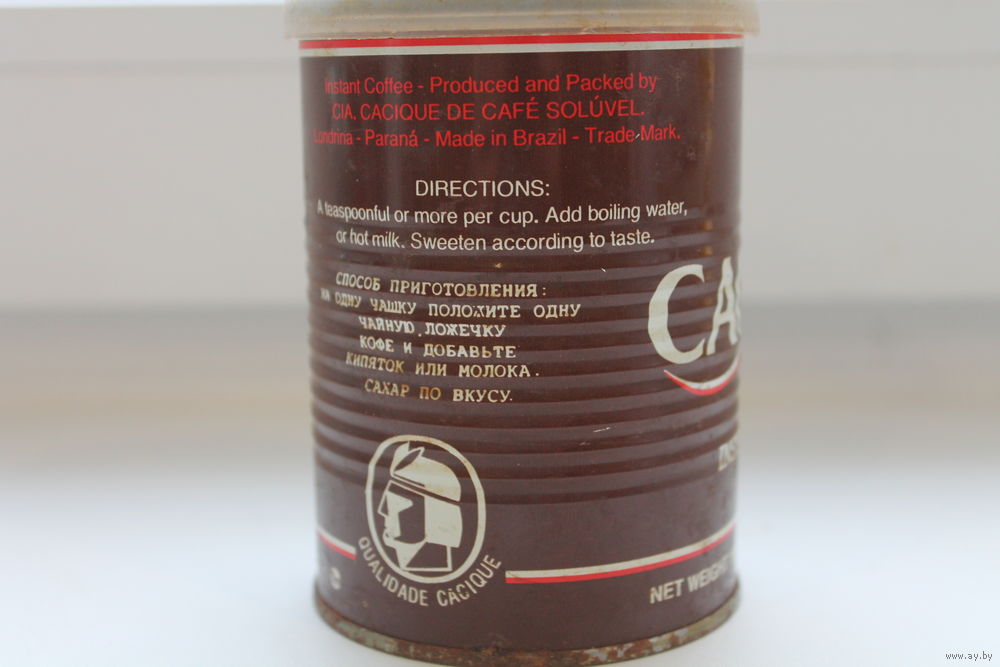 Instant Coffee - Produced and Packed by
CIA. CACIQUE DE CAFÉ SOLÚVEL.
Londrina - Paraná - Made in Brazil - Trade-Mark.
DIRECTIONS:
A teaspoonful or more per cup. Add boiling water,
or hot milk. Sweeten according to taste.
СПОСОБ ПРИГОТОВЛЕНИЯ:
НА ОДНУ ЧАШКУ ПОЛОЖИТЕ ОДНУ
ЧАЙНУЮ ЛОЖЕЧКУ
КОФЕ И ДОБАВЬТЕ
КИПЯТОК ИЛИ МОЛОКА.
САХАР ПО ВКУСУ.
QUALIDADE CACIQUE
NET WEIGHT
www.ay.by